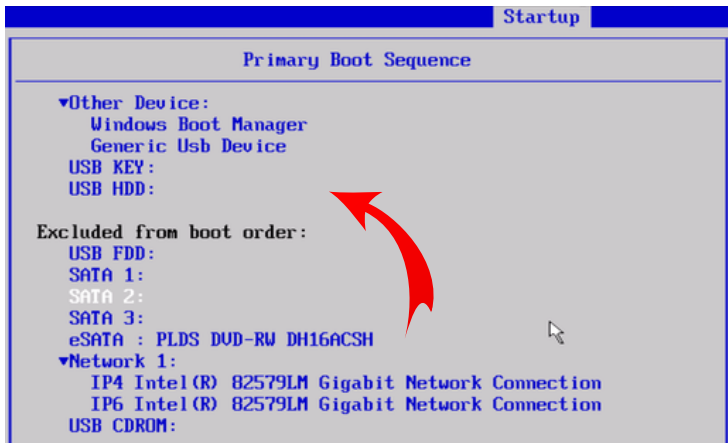 Startup
Primary Boot Sequence
▼Other Device:
Windows Boot Manager
Generic Usb Device
USB KEY:
USB HDD:
Excluded from boot order:
USB FDD:
SATA 1:
SATA 2:
SATA 3:
eSATA : PLDS DVD-RW DH16ACSH
▼Network 1:
IP4 Intel(R) 82579LM Gigabit Network Connection
IP6 Intel(R) 82579LM Gigabit Network Connection
USB CDROM: